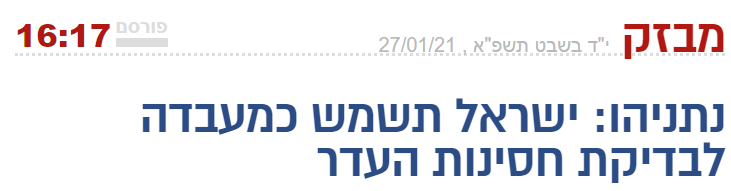 מבזק י"ד בשבט תשפ"א , 27/01/21 פורסם 16:17
נתניהו: ישראל תשמש כמעבדה
לבדיקת חסינות העדר